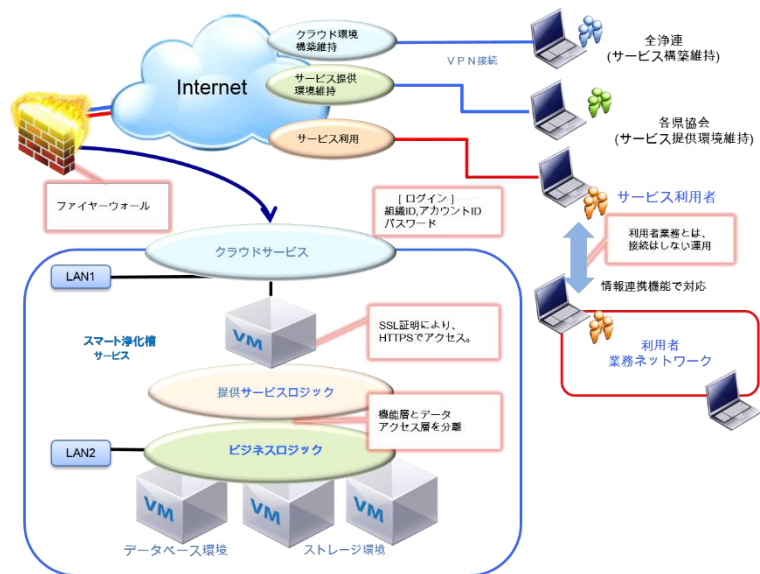 クラウド環境
構築維持
Internet
サービス提供
環境維持
サービス利用
VPN接続
全浄連
(サービス構築維持)
各県協会
(サービス提供環境維持)
サービス利用者
ファイヤーウォール
[ ログイン ]
組織ID,アカウントID
パスワード
利用者業務とは、
接続はしない運用
クラウドサービス
LAN1
情報連携機能で対応
VM
SSL証明により、
HTTPSでアクセス。
スマート浄化槽
サービス
利用者
業務ネットワーク
提供サービスロジック
機能層とデータ
アクセス層を分離
LAN2
ビジネスロジック
VM
VM
VM
データベース環境
ストレージ環境